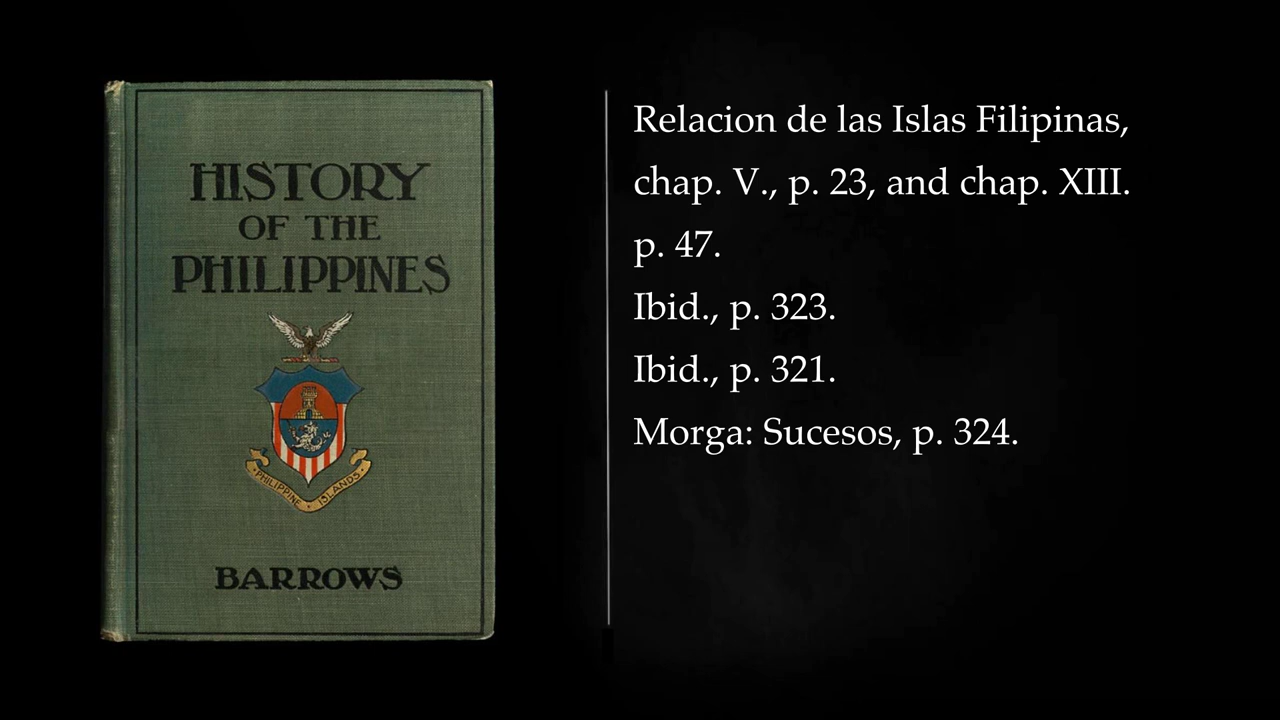 HISTORY
OF THE
PHILIPPINES
PHILIPPINE ISLANDS
BARROWS
Relacion de las Islas Filipinas,
chap. V., p. 23, and chap. XIII.
p. 47.
Ibid., p. 323.
Ibid., p. 321.
Morga: Sucesos, p. 324.